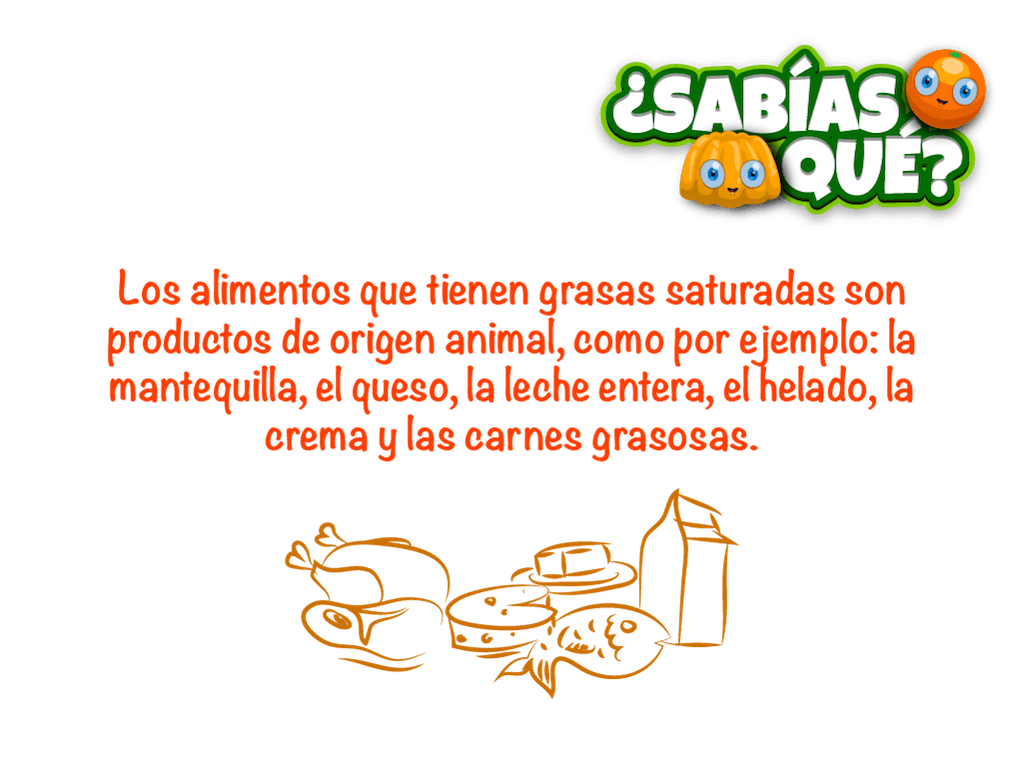 ¿SABÍAS
QUÉ?
Los alimentos que tienen grasas saturadas son
productos de origen animal, como por ejemplo: la
mantequilla, el queso, la leche entera, el helado, la
crema y las carnes grasosas.